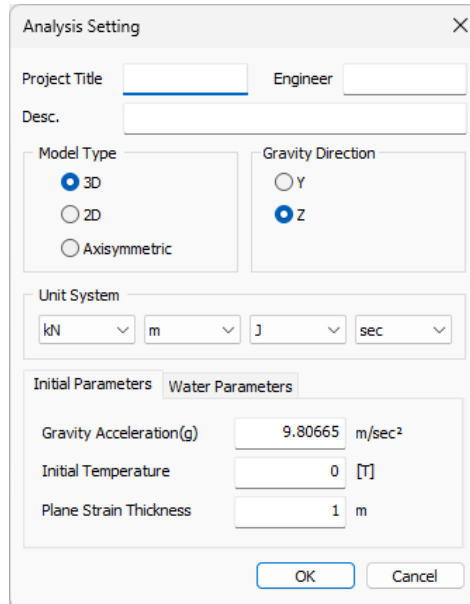 Analysis Setting
Project Title Engineer
Desc.
Model Type Gravity Direction
3D Y
2D Z
Axisymmetric
Unit System
kN m J sec
Initial Parameters Water Parameters
Gravity Acceleration(g) 9.80665 m/sec²
Initial Temperature 0 [T]
Plane Strain Thickness 1 m
OK Cancel